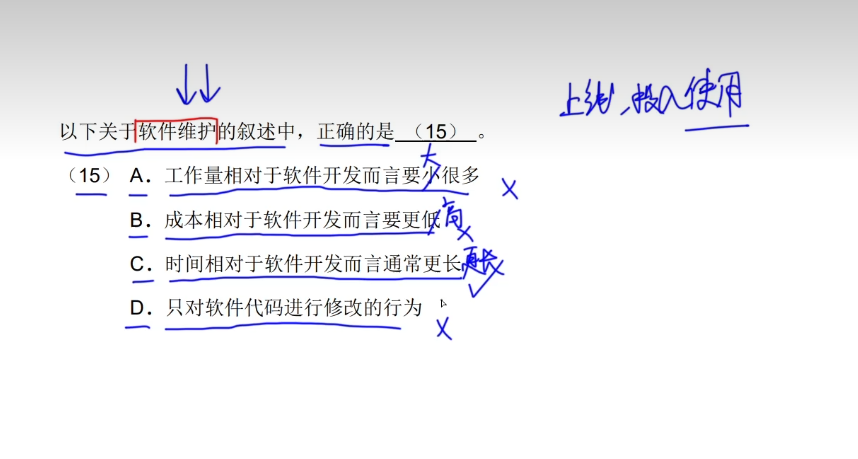 上线、投入使用
以下关于软件维护的叙述中，正确的是 （15） 。
（15） A. 工作量相对于软件开发而言要小很多 大 ×
B. 成本相对于软件开发而言要更低 高 ×
C. 时间相对于软件开发而言通常更长 更长 × ✓
D. 只对软件代码进行修改的行为 ×